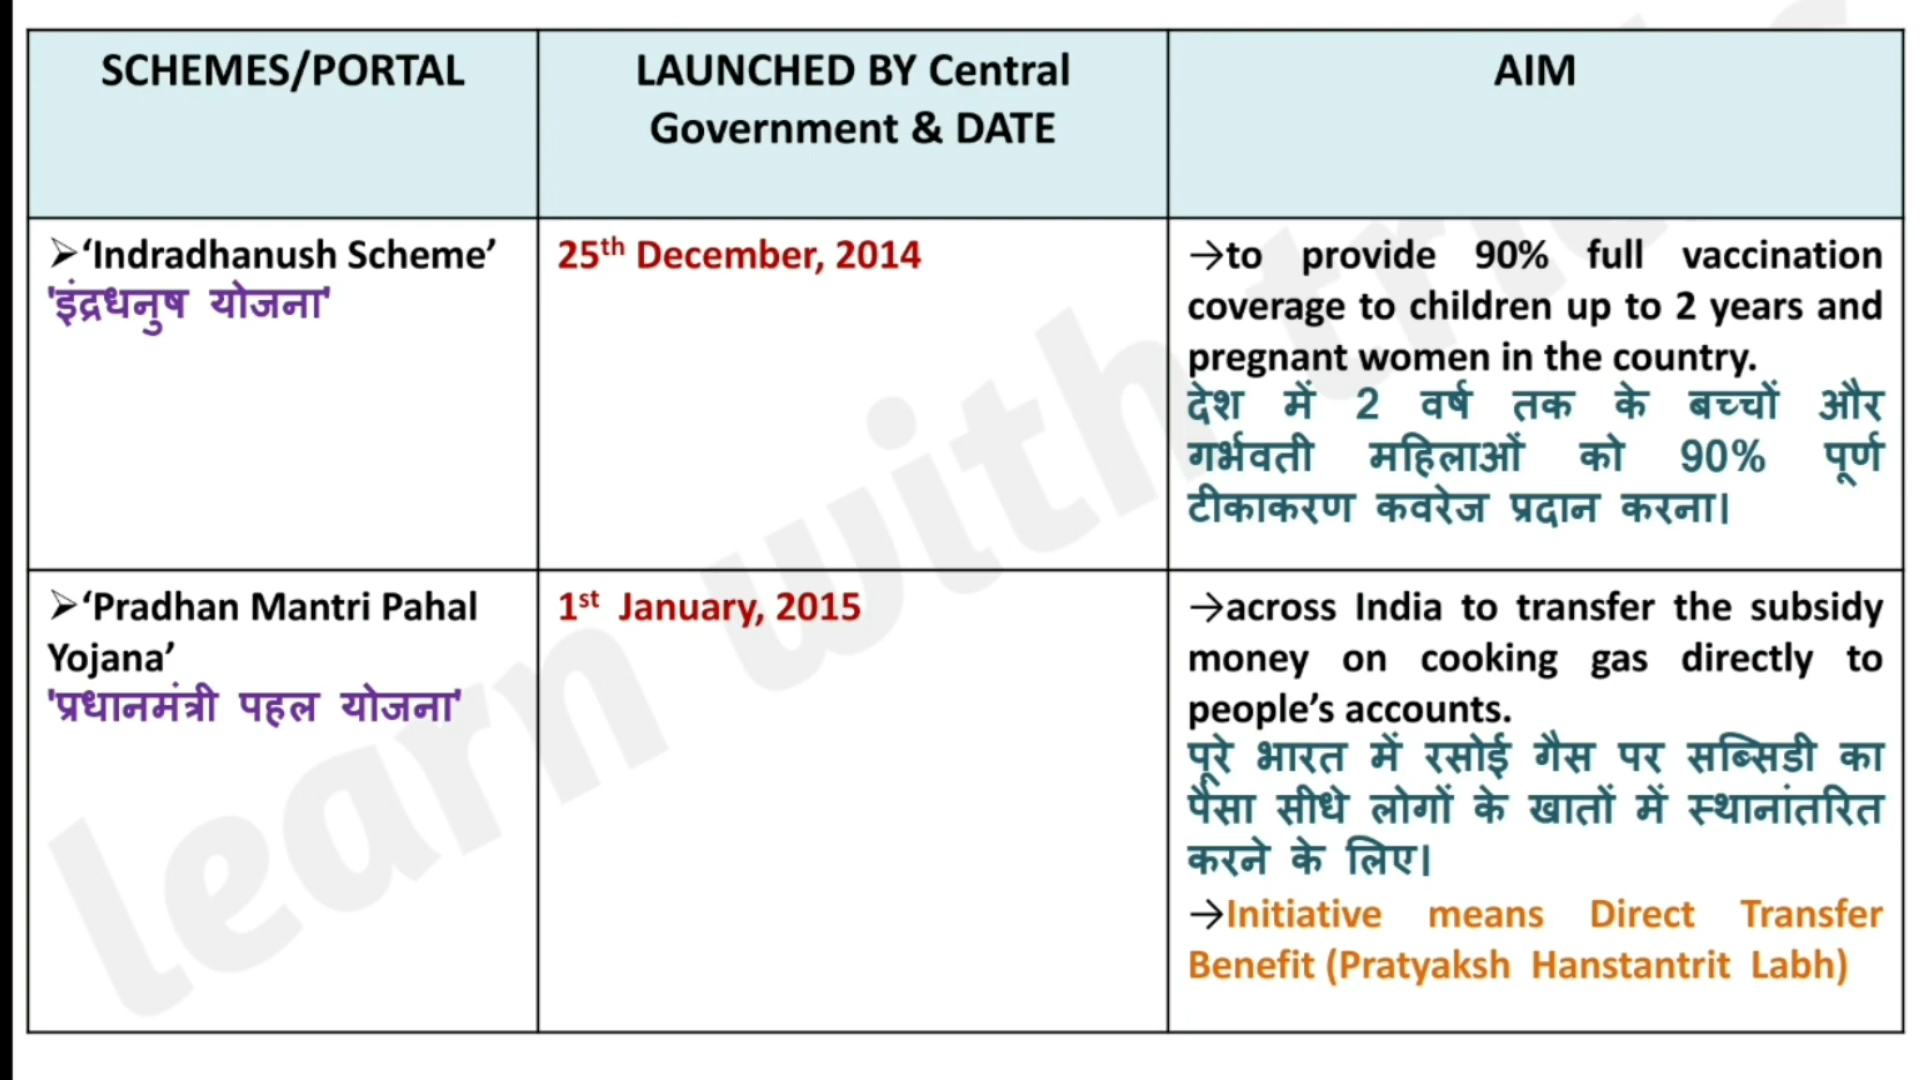 SCHEMES/PORTAL
LAUNCHED BY Central
Government & DATE
AIM
➢‘Indradhanush Scheme’
'इंद्रधनुष योजना'
25th December, 2014
→to provide 90% full vaccination
coverage to children up to 2 years and
pregnant women in the country.
देश में 2 वर्ष तक के बच्चों और
गर्भवती महिलाओं को 90% पूर्ण
टीकाकरण कवरेज प्रदान करना।
➢‘Pradhan Mantri Pahal
Yojana’
'प्रधानमंत्री पहल योजना'
1st January, 2015
→across India to transfer the subsidy
money on cooking gas directly to
people’s accounts.
पूरे भारत में रसोई गैस पर सब्सिडी का
पैसा सीधे लोगों के खातों में स्थानांतरित
करने के लिए।
→Initiative means Direct Transfer
Benefit (Pratyaksh Hanstantrit Labh)
learn with